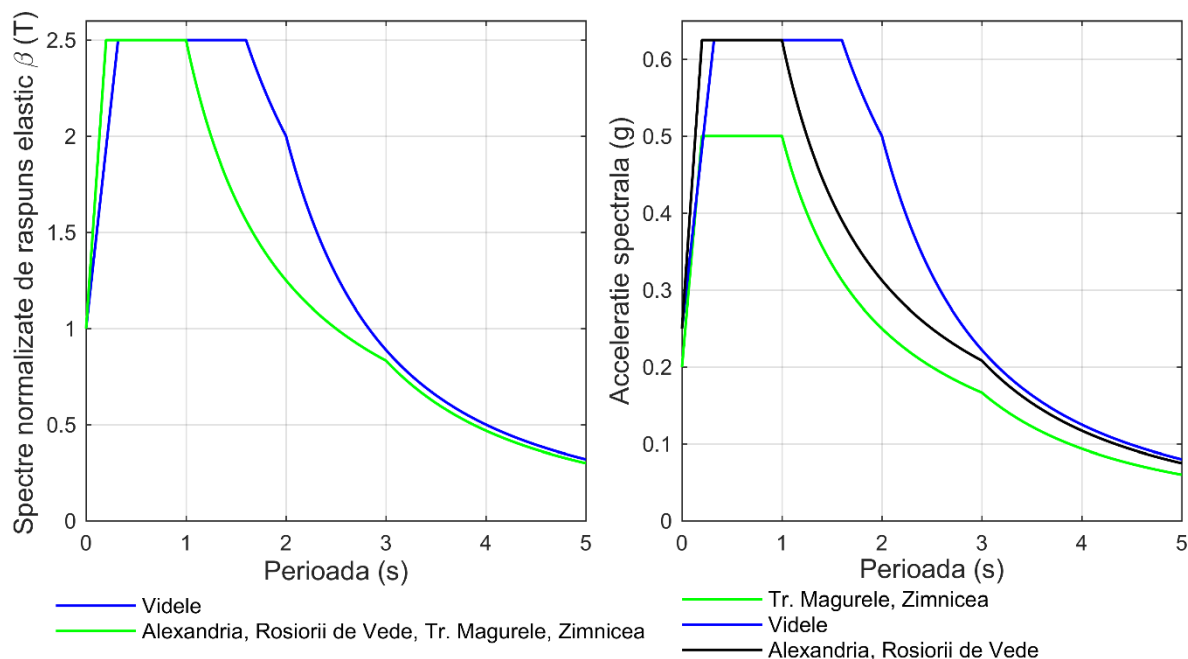 Spectre normalizate de raspuns elastic β (T)
2.5
2
1.5
1
0.5
0
0 1 2 3 4 5
Perioada (s)
Videle
Alexandria, Rosiorii de Vede, Tr. Magurele, Zimnicea
Acceleratie spectrala (g)
0.6
0.5
0.4
0.3
0.2
0.1
0
0 1 2 3 4 5
Perioada (s)
Tr. Magurele, Zimnicea
Videle
Alexandria, Rosiorii de Vede